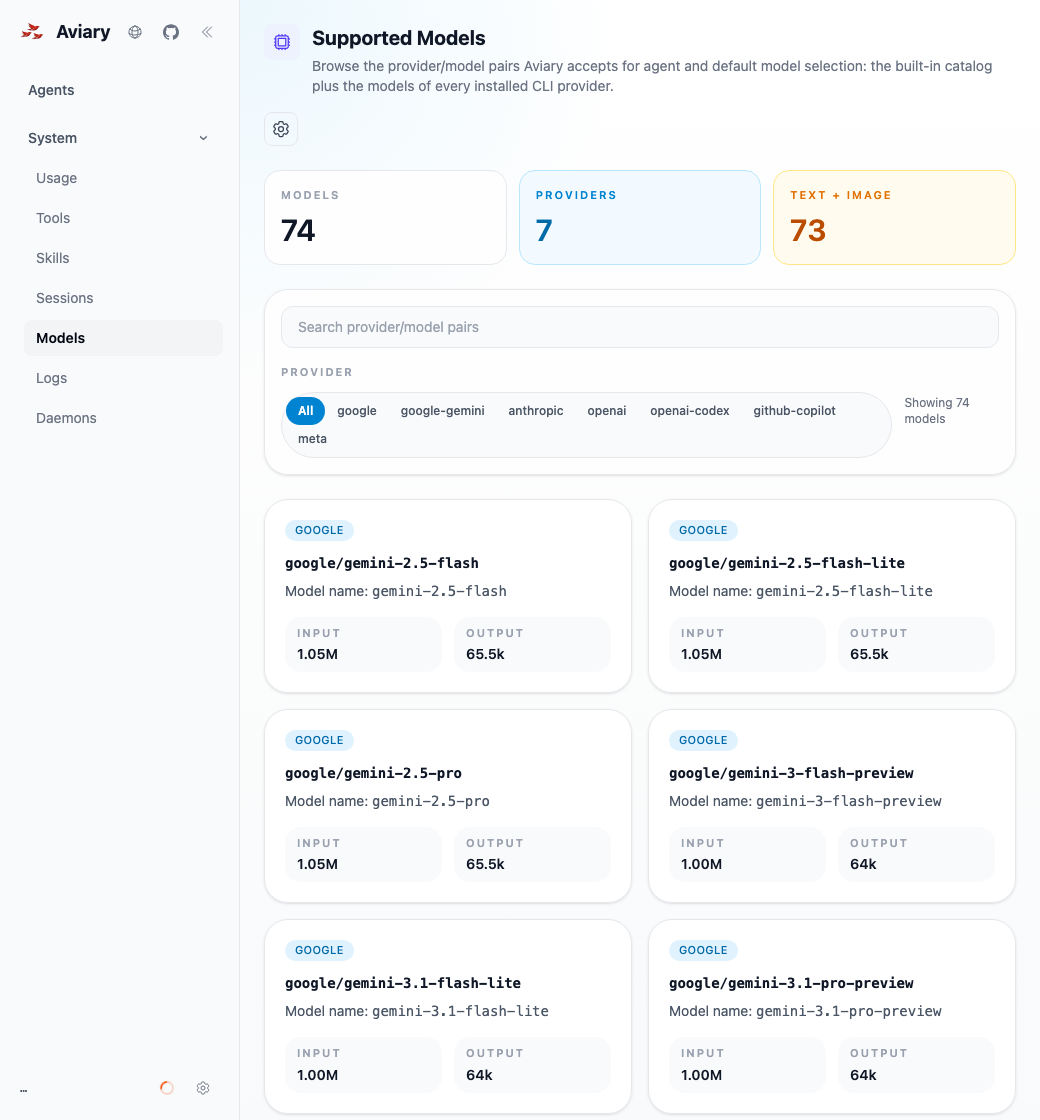 Aviary
Agents
System
Usage
Tools
Skills
Sessions
Models
Logs
Daemons
...
Supported Models
Browse the provider/model pairs Aviary accepts for agent and default model selection: the built-in catalog
plus the models of every installed CLI provider.
MODELS
74
PROVIDERS
7
TEXT + IMAGE
73
Search provider/model pairs
PROVIDER
All google google-gemini anthropic openai openai-codex github-copilot
meta
Showing 74
models
GOOGLE
google/gemini-2.5-flash
Model name: gemini-2.5-flash
INPUT OUTPUT
1.05M 65.5k
GOOGLE
google/gemini-2.5-flash-lite
Model name: gemini-2.5-flash-lite
INPUT OUTPUT
1.05M 65.5k
GOOGLE
google/gemini-2.5-pro
Model name: gemini-2.5-pro
INPUT OUTPUT
1.05M 65.5k
GOOGLE
google/gemini-3-flash-preview
Model name: gemini-3-flash-preview
INPUT OUTPUT
1.00M 64k
GOOGLE
google/gemini-3.1-flash-lite
Model name: gemini-3.1-flash-lite
INPUT OUTPUT
1.00M 64k
GOOGLE
google/gemini-3.1-pro-preview
Model name: gemini-3.1-pro-preview
INPUT OUTPUT
1.00M 64k